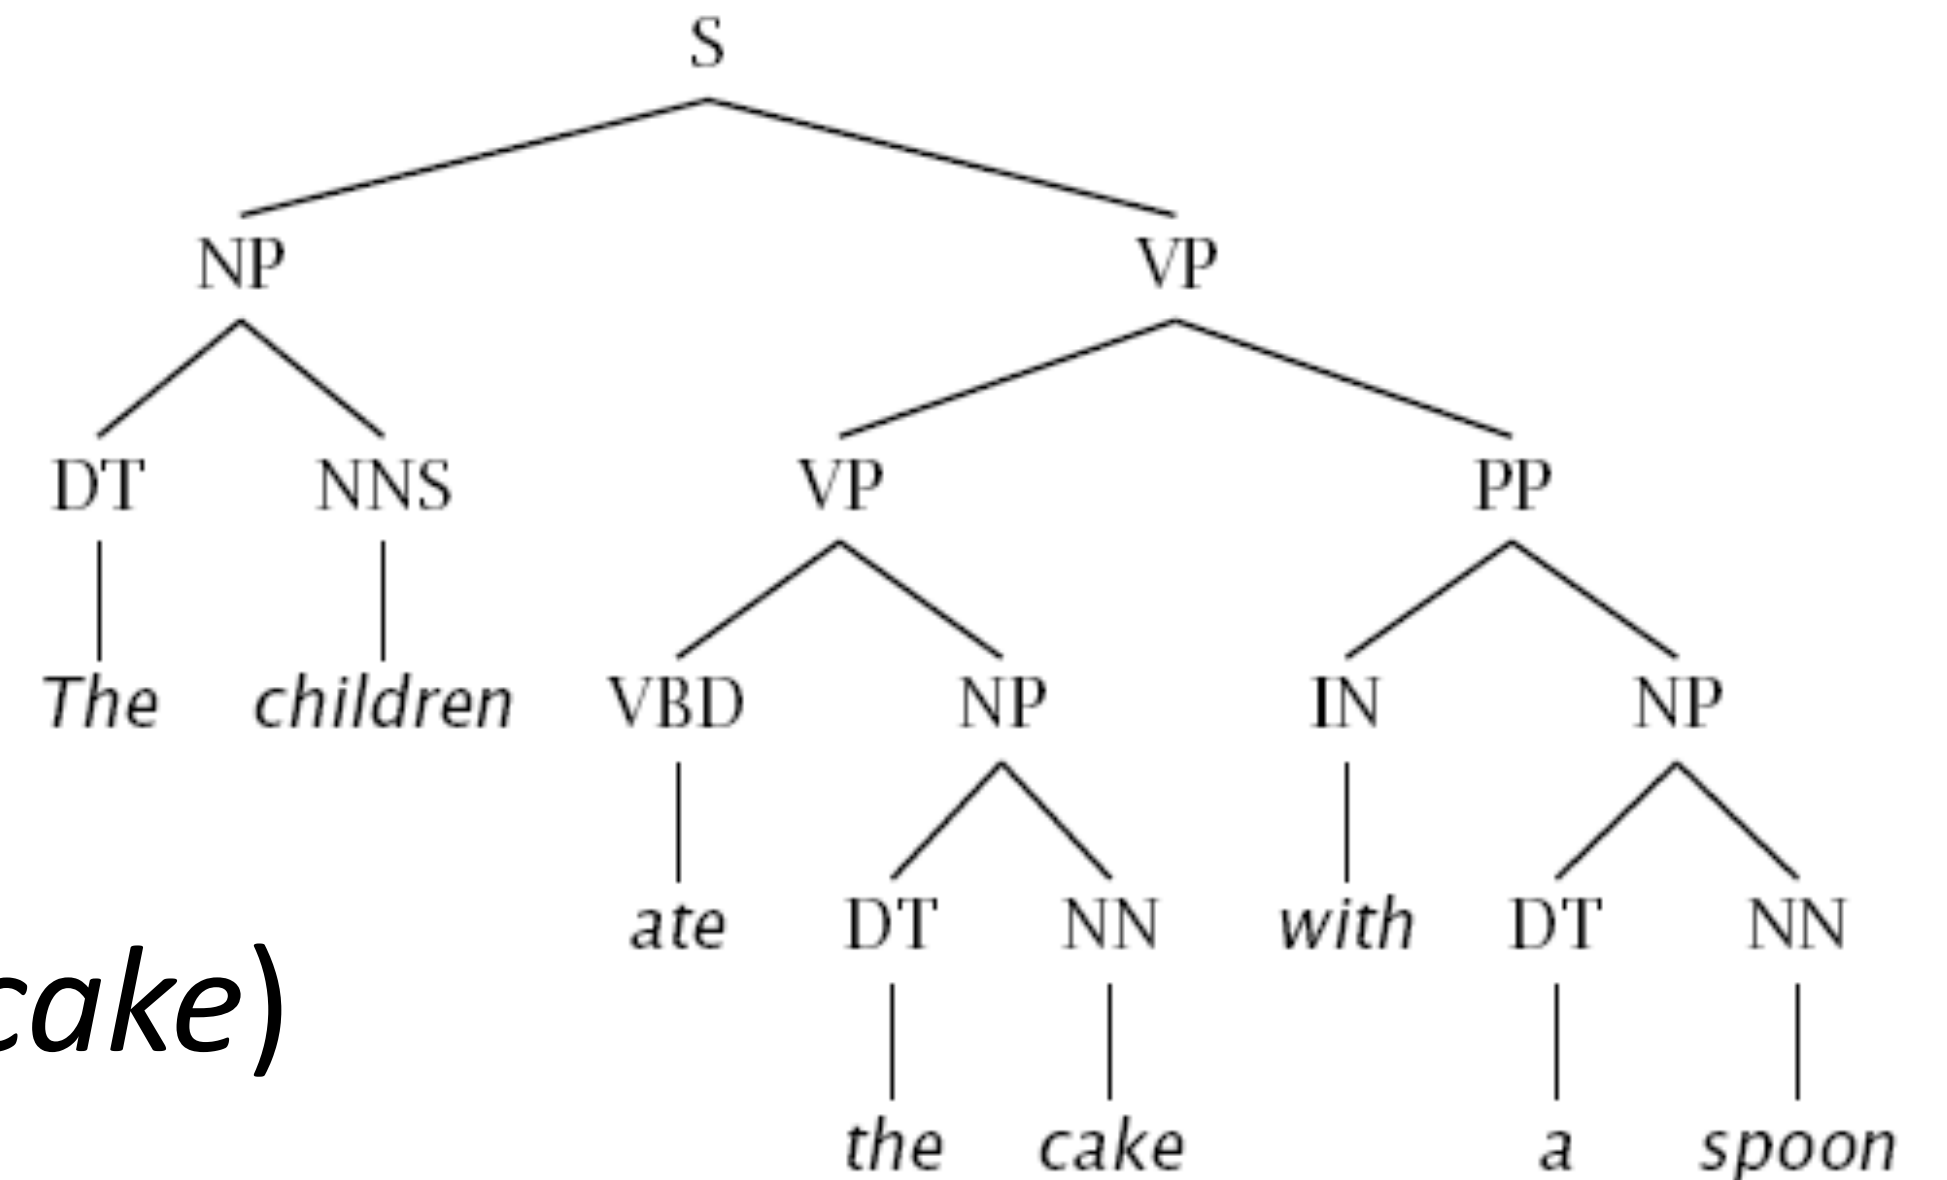 S
NP VP
DT NNS VP PP
The children VBD NP IN NP
ate DT NN with DT NN
cake)
the cake a spoon